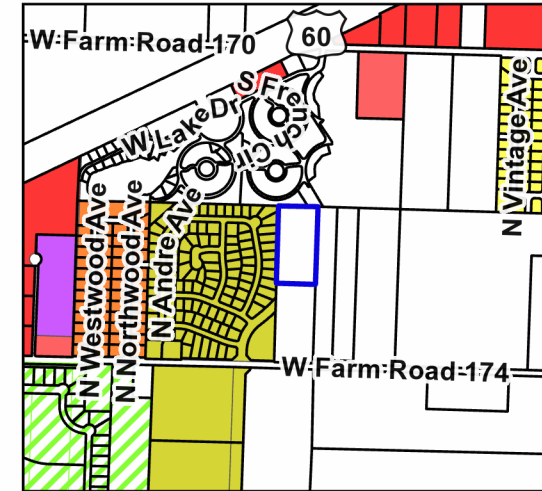 W Farm Road 170
60
S French Cir
W Lake Dr
N Vintage Ave
N Westwood Ave
N Northwood Ave
N Andre Ave
W Farm Road 174